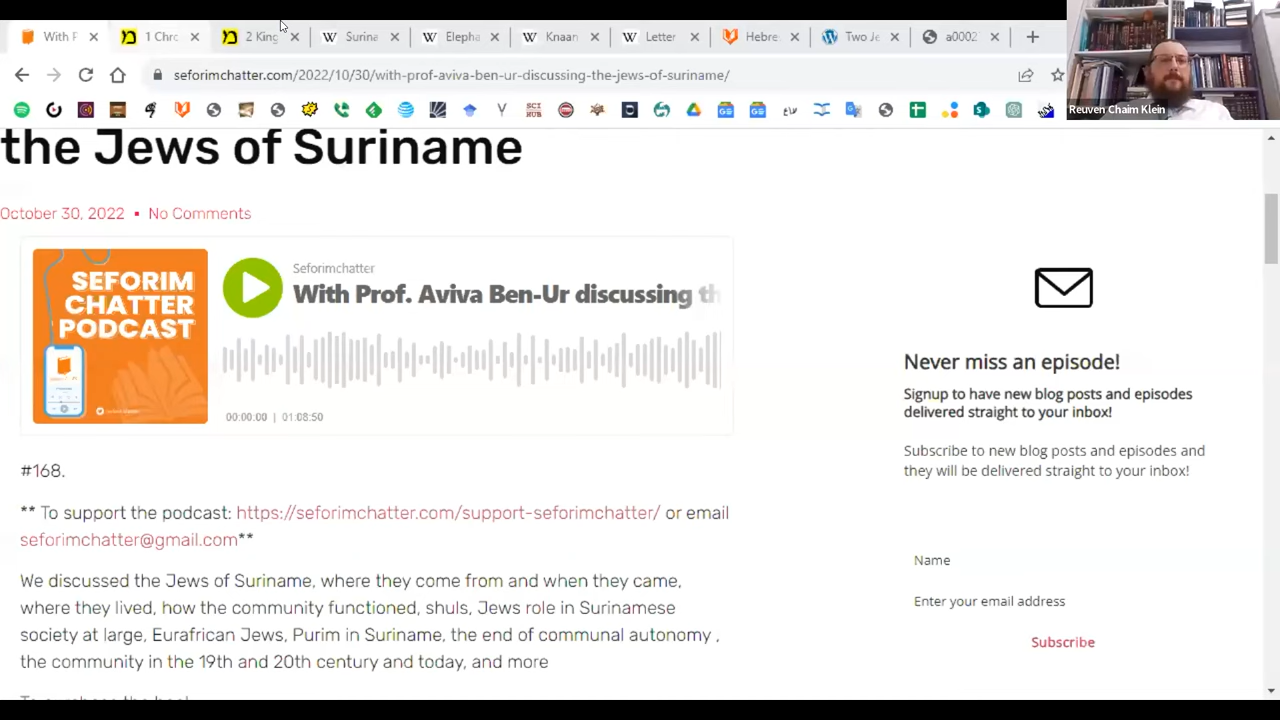 With P
1 Chro
2 King
Surina
Elepha
Knaan
Letter
Hebre
Two Je
a0002
seforimchatter.com/2022/10/30/with-prof-aviva-ben-ur-discussing-the-jews-of-suriname/
SCI
HUB
Reuven Chaim Klein
the Jews of Suriname
October 30, 2022 ▪ No Comments
SEFORIM
CHATTER
PODCAST
Seforimchatter
With Prof. Aviva Ben-Ur discussing th
00:00:00 | 01:08:50
#168.
** To support the podcast: https://seforimchatter.com/support-seforimchatter/ or email
seforimchatter@gmail.com**
We discussed the Jews of Suriname, where they come from and when they came,
where they lived, how the community functioned, shuls, Jews role in Surinamese
society at large, Eurafrican Jews, Purim in Suriname, the end of communal autonomy ,
the community in the 19th and 20th century and today, and more
Never miss an episode!
Signup to have new blog posts and episodes
delivered straight to your inbox!
Subscribe to new blog posts and episodes and
they will be delivered straight to your inbox!
Name
Enter your email address
Subscribe